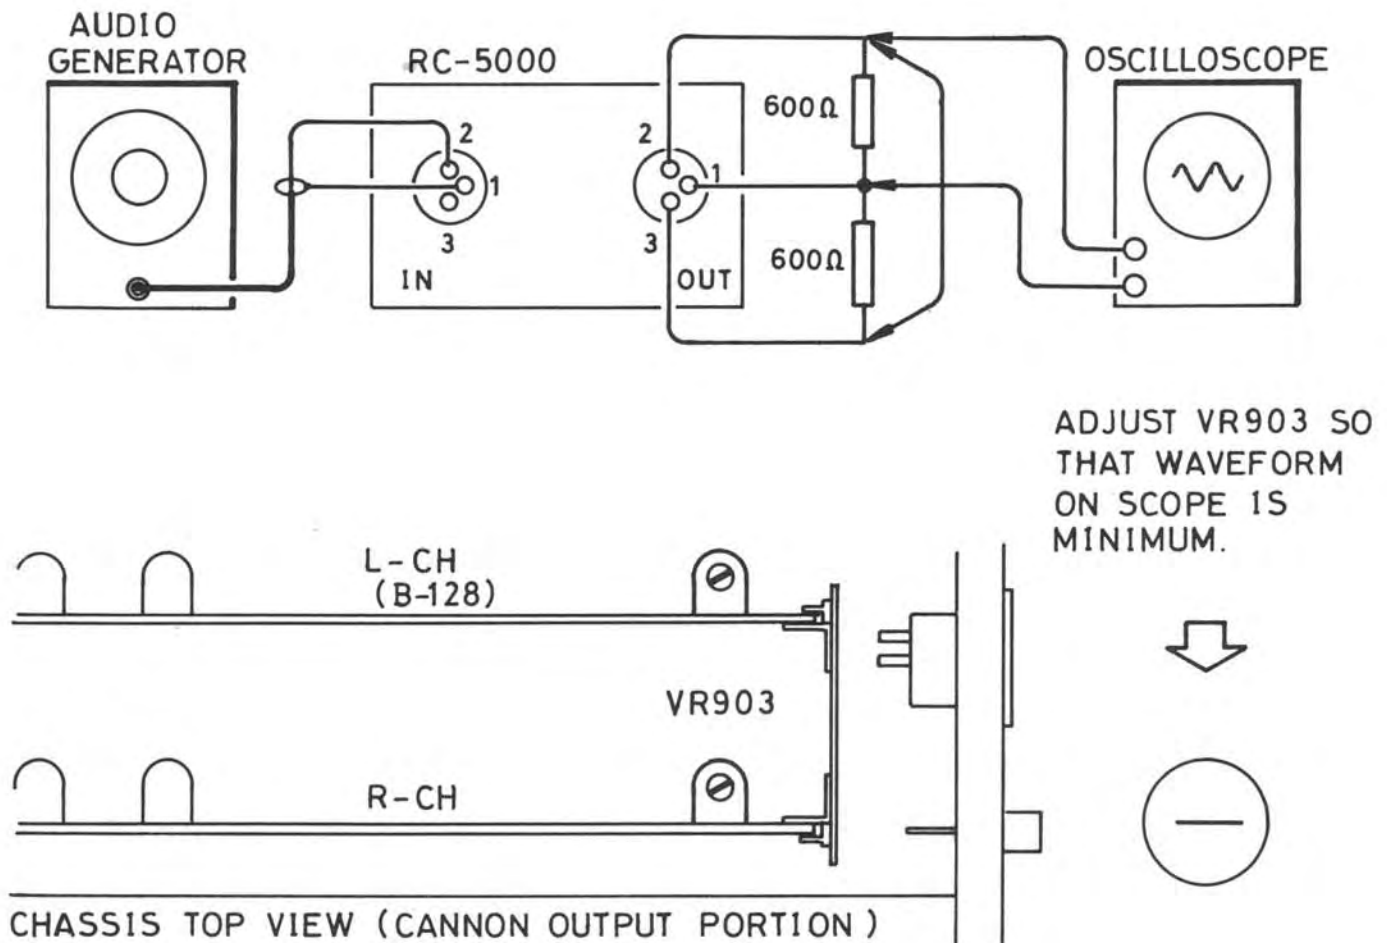 AUDIO
GENERATOR
RC-5000
OSCILLOSCOPE
600Ω
2
2
1
1
3
3
600Ω
IN
OUT
ADJUST VR903 SO
THAT WAVEFORM
ON SCOPE IS
MINIMUM.
L-CH
(B-128)
VR903
R-CH
CHASSIS TOP VIEW (CANNON OUTPUT PORTION)